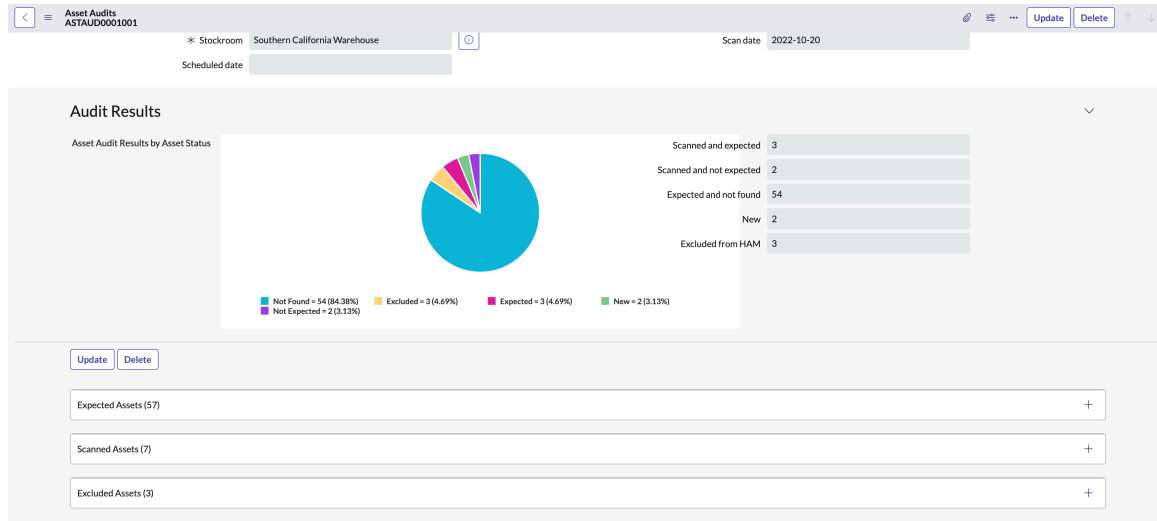 Asset Audits
ASTAUD0001001
Update Delete
Stockroom Southern California Warehouse
Scan date 2022-10-20
Scheduled date
Audit Results
Asset Audit Results by Asset Status
Scanned and expected 3
Scanned and not expected 2
Expected and not found 54
New 2
Excluded from HAM 3
Not Found = 54 (84.38%) Excluded = 3 (4.69%) Expected = 3 (4.69%) New = 2 (3.13%)
Not Expected = 2 (3.13%)
Update Delete
Expected Assets (57)
Scanned Assets (7)
Excluded Assets (3)